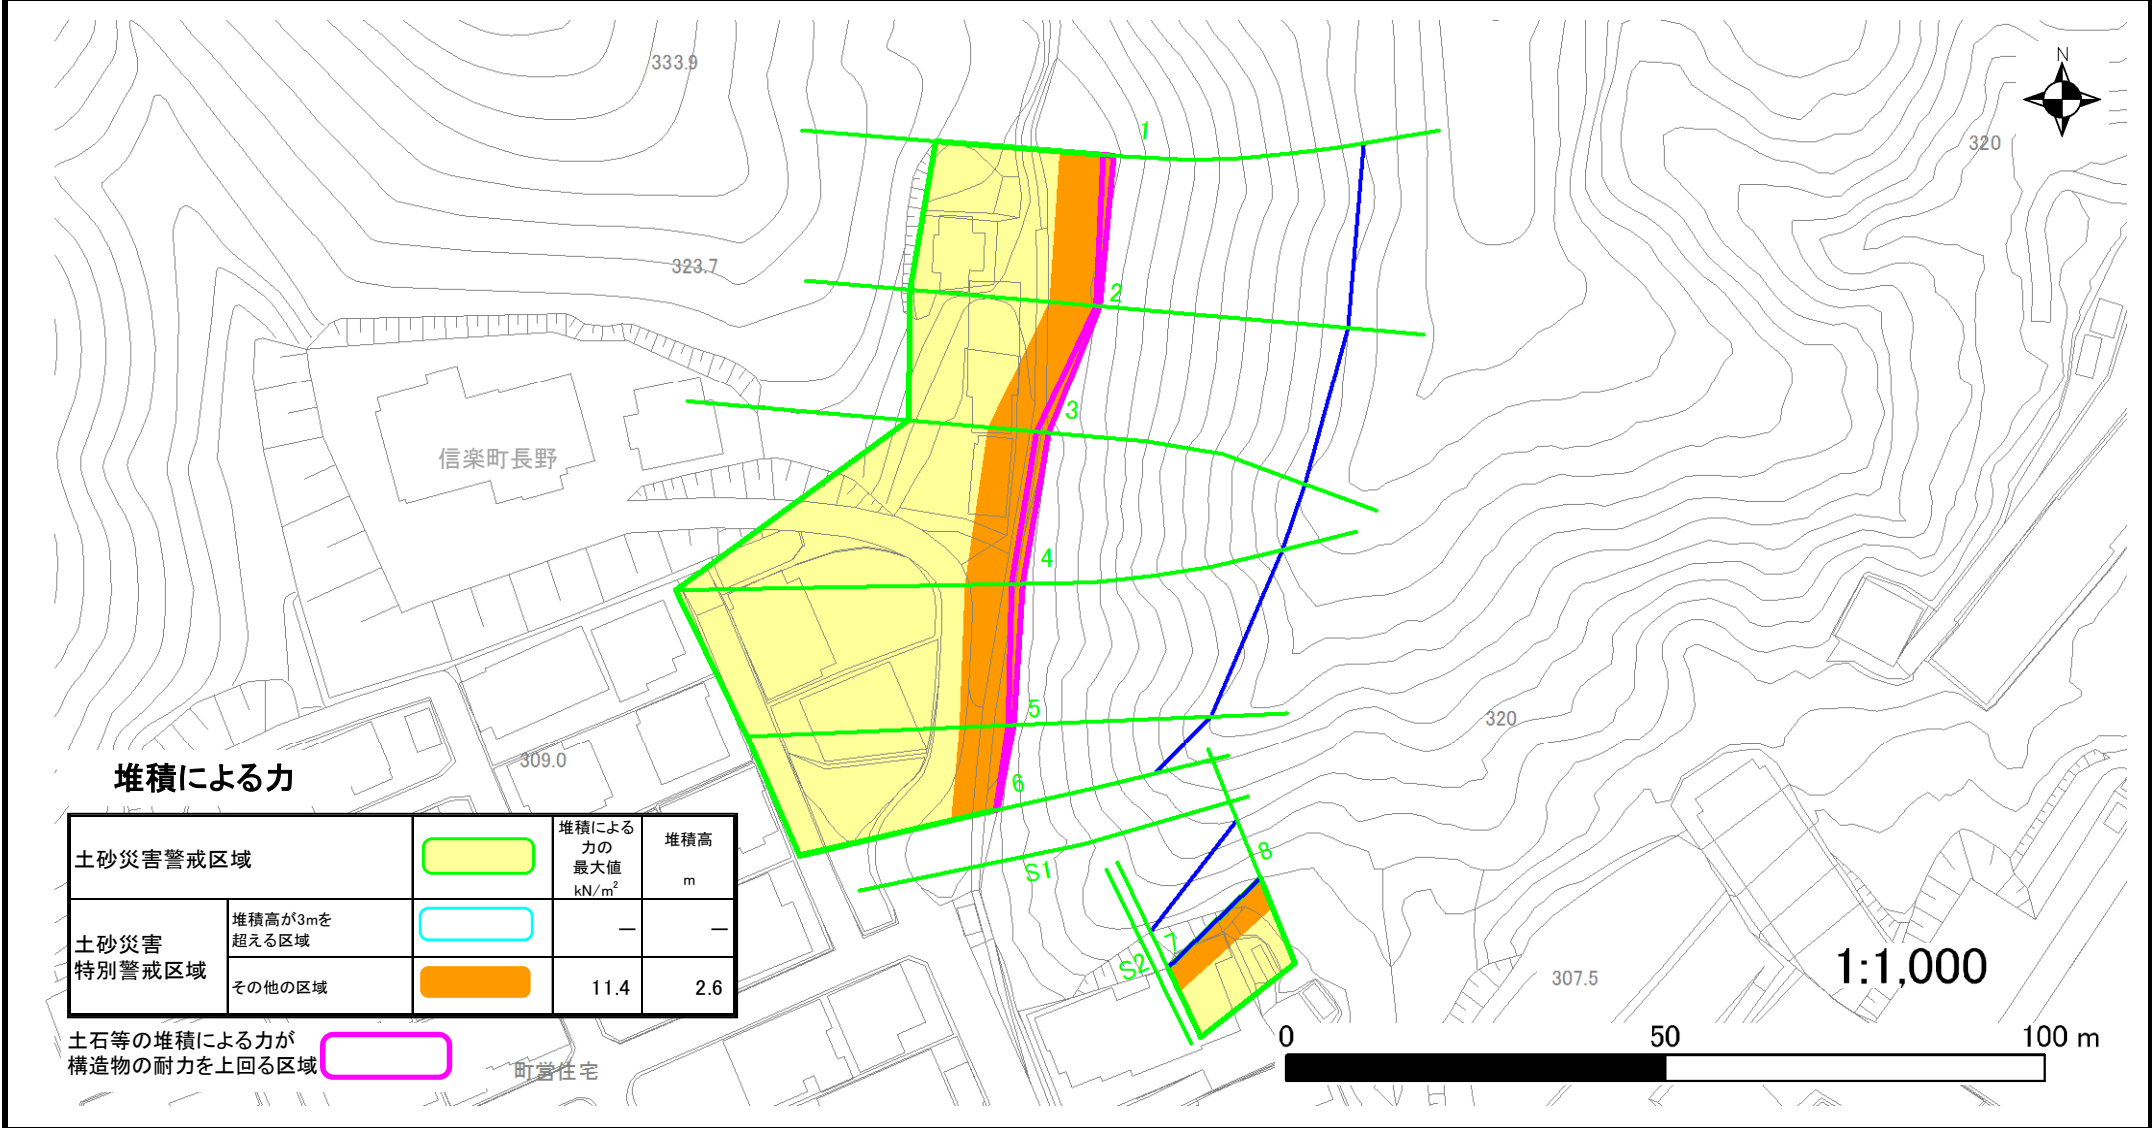 N
333.9
320
1
323.7
2
3
信楽町長野
4
5
320
309.0
6
S1
8
7
S2
307.5
堆積による力
土砂災害警戒区域
堆積による
力の
最大値
kN/m²
堆積高
m
土砂災害
特別警戒区域
堆積高が3mを
超える区域
―
―
その他の区域
11.4
2.6
土石等の堆積による力が
構造物の耐力を上回る区域
町営住宅
1:1,000
0 50 100 m